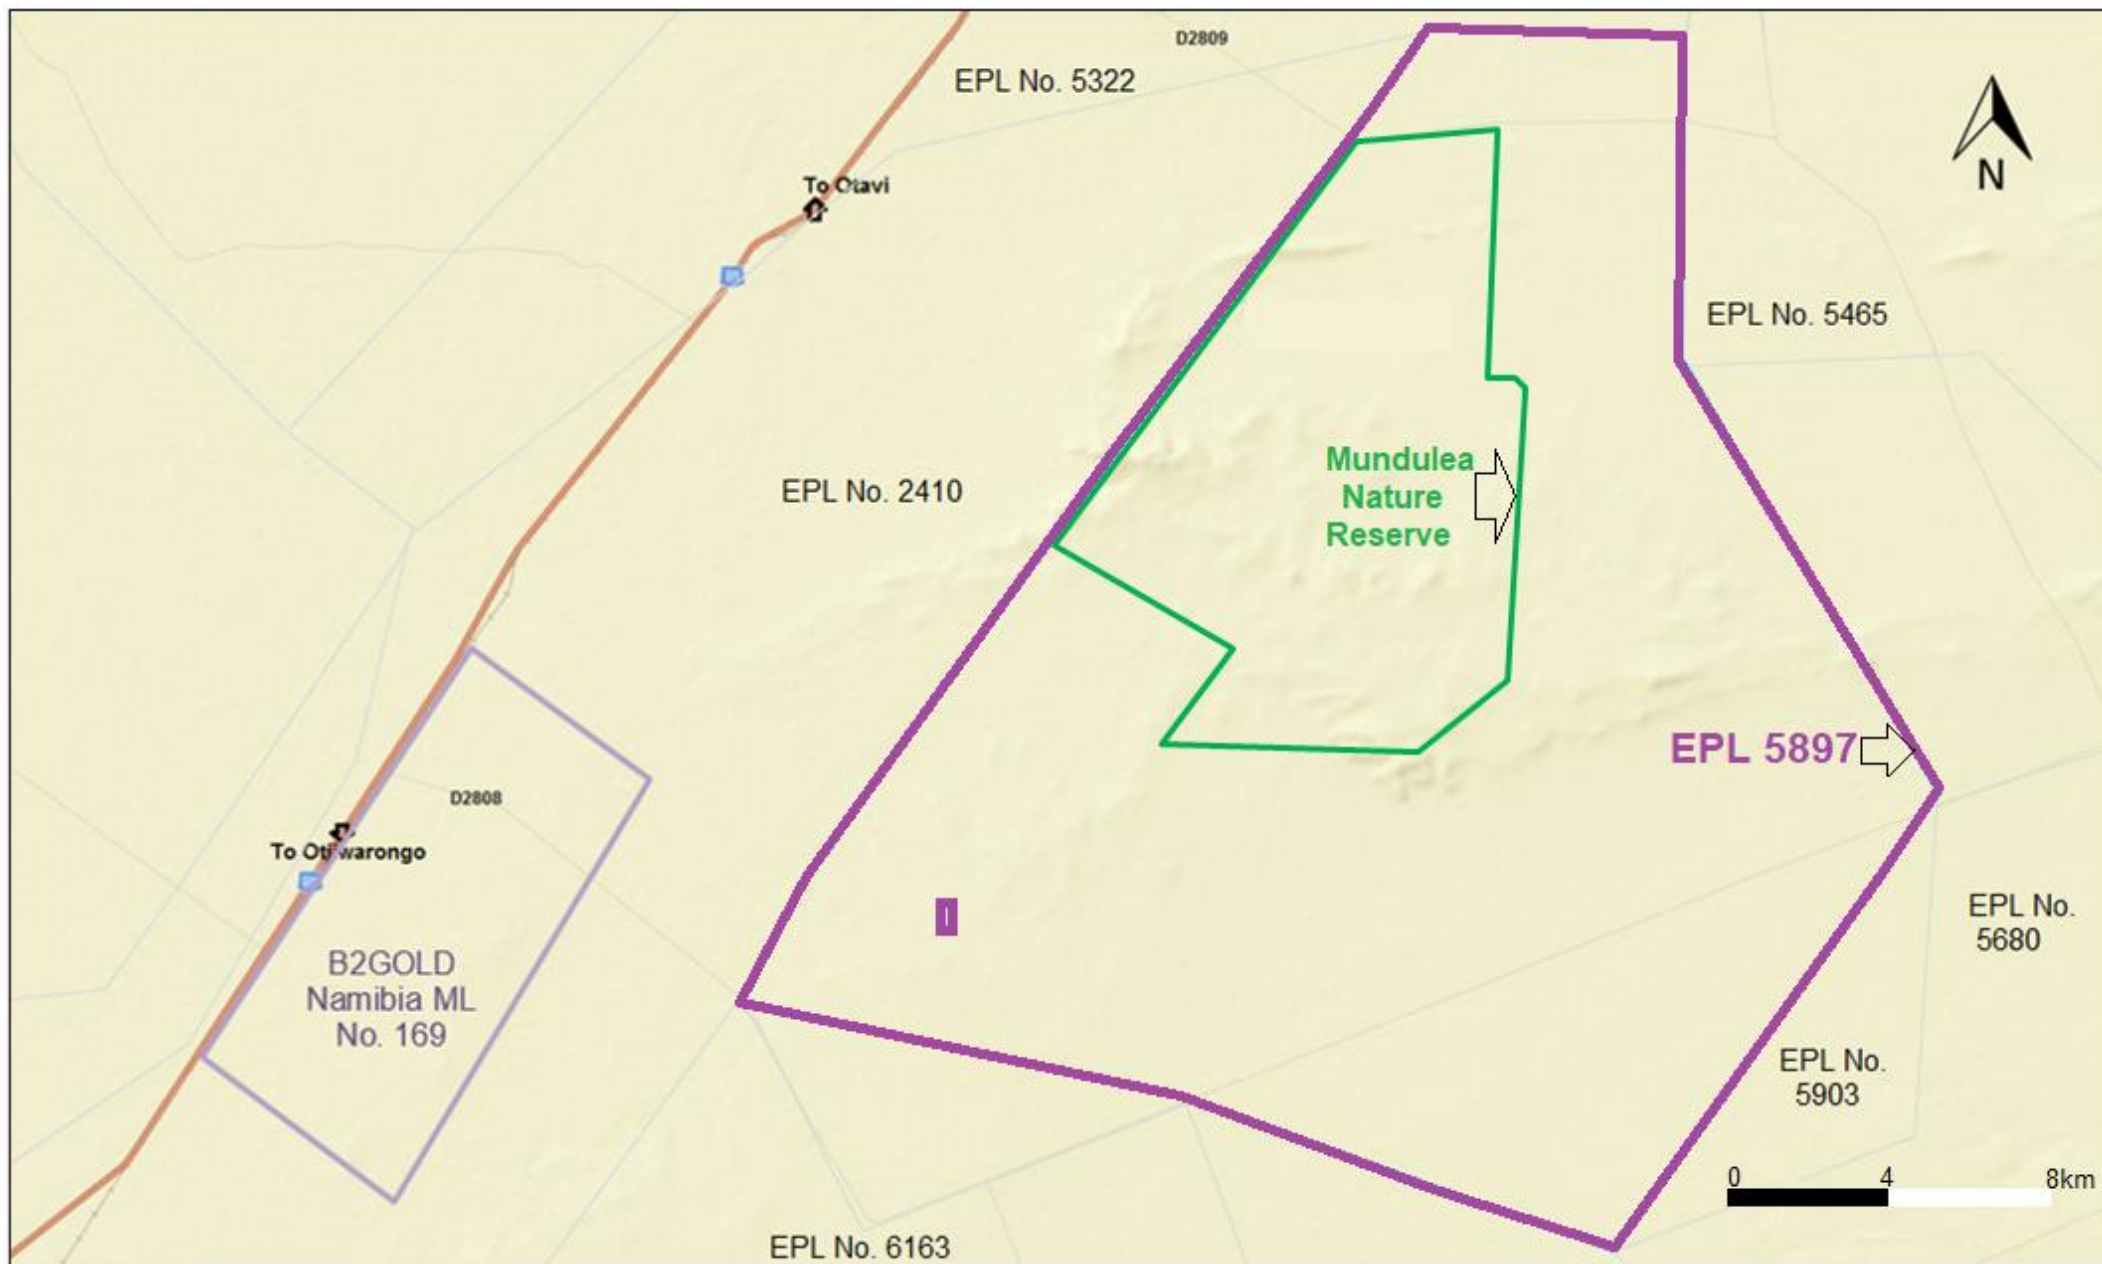 D2809
EPL No. 5322
N
To Otavi
EPL No. 5465
EPL No. 2410
Mundulea
Nature
Reserve
EPL 5897
D2808
To Otjiwarongo
B2GOLD
Namibia ML
No. 169
EPL No.
5680
EPL No.
5903
0 4 8km
EPL No. 6163